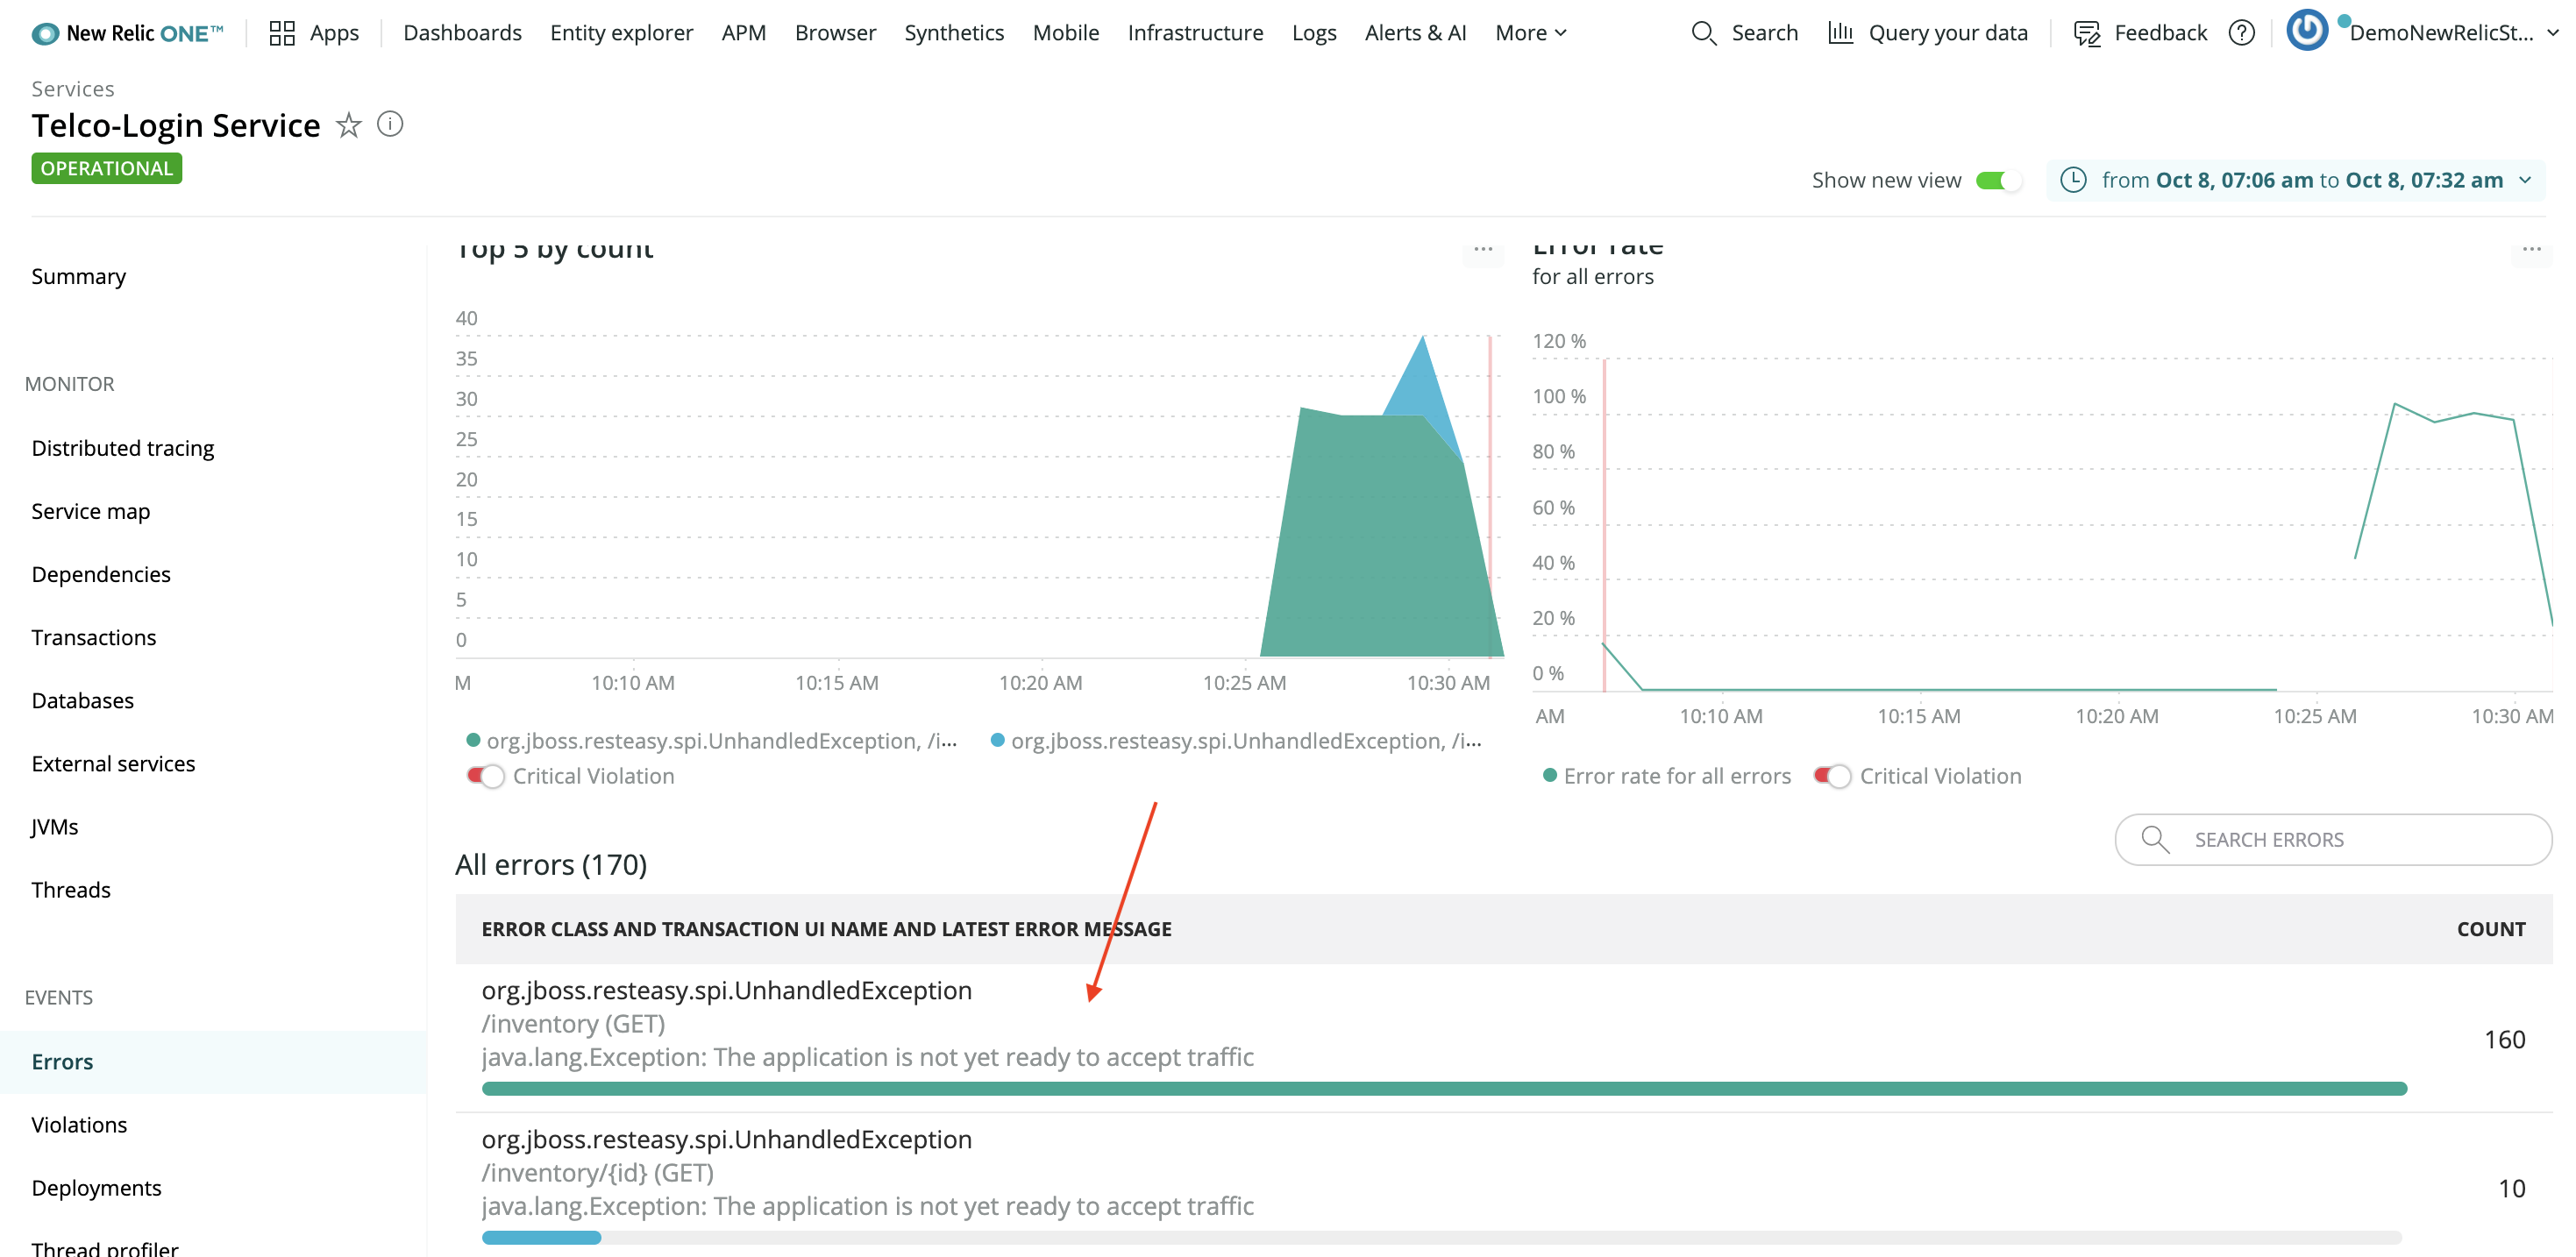 New Relic ONE™ Apps Dashboards Entity explorer APM Browser Synthetics Mobile Infrastructure Logs Alerts & AI More Search Query your data Feedback DemoNewRelicSt...
Services
Telco-Login Service
OPERATIONAL
Show new view from Oct 8, 07:06 am to Oct 8, 07:32 am
Summary
MONITOR
Distributed tracing
Service map
Dependencies
Transactions
Databases
External services
JVMs
Threads
EVENTS
Errors
Violations
Deployments
Thread profiler
Top 5 by count
...
40
35
30
25
20
15
10
5
0
M 10:10 AM 10:15 AM 10:20 AM 10:25 AM 10:30 AM
org.jboss.resteasy.spi.UnhandledException, /i... org.jboss.resteasy.spi.UnhandledException, /i...
Critical Violation
Error rate
...
for all errors
120 %
100 %
80 %
60 %
40 %
20 %
0 %
AM 10:10 AM 10:15 AM 10:20 AM 10:25 AM 10:30 AM
Error rate for all errors Critical Violation
SEARCH ERRORS
All errors (170)
ERROR CLASS AND TRANSACTION UI NAME AND LATEST ERROR MESSAGE COUNT
org.jboss.resteasy.spi.UnhandledException
/inventory (GET)
160
java.lang.Exception: The application is not yet ready to accept traffic
org.jboss.resteasy.spi.UnhandledException
/inventory/{id} (GET)
10
java.lang.Exception: The application is not yet ready to accept traffic